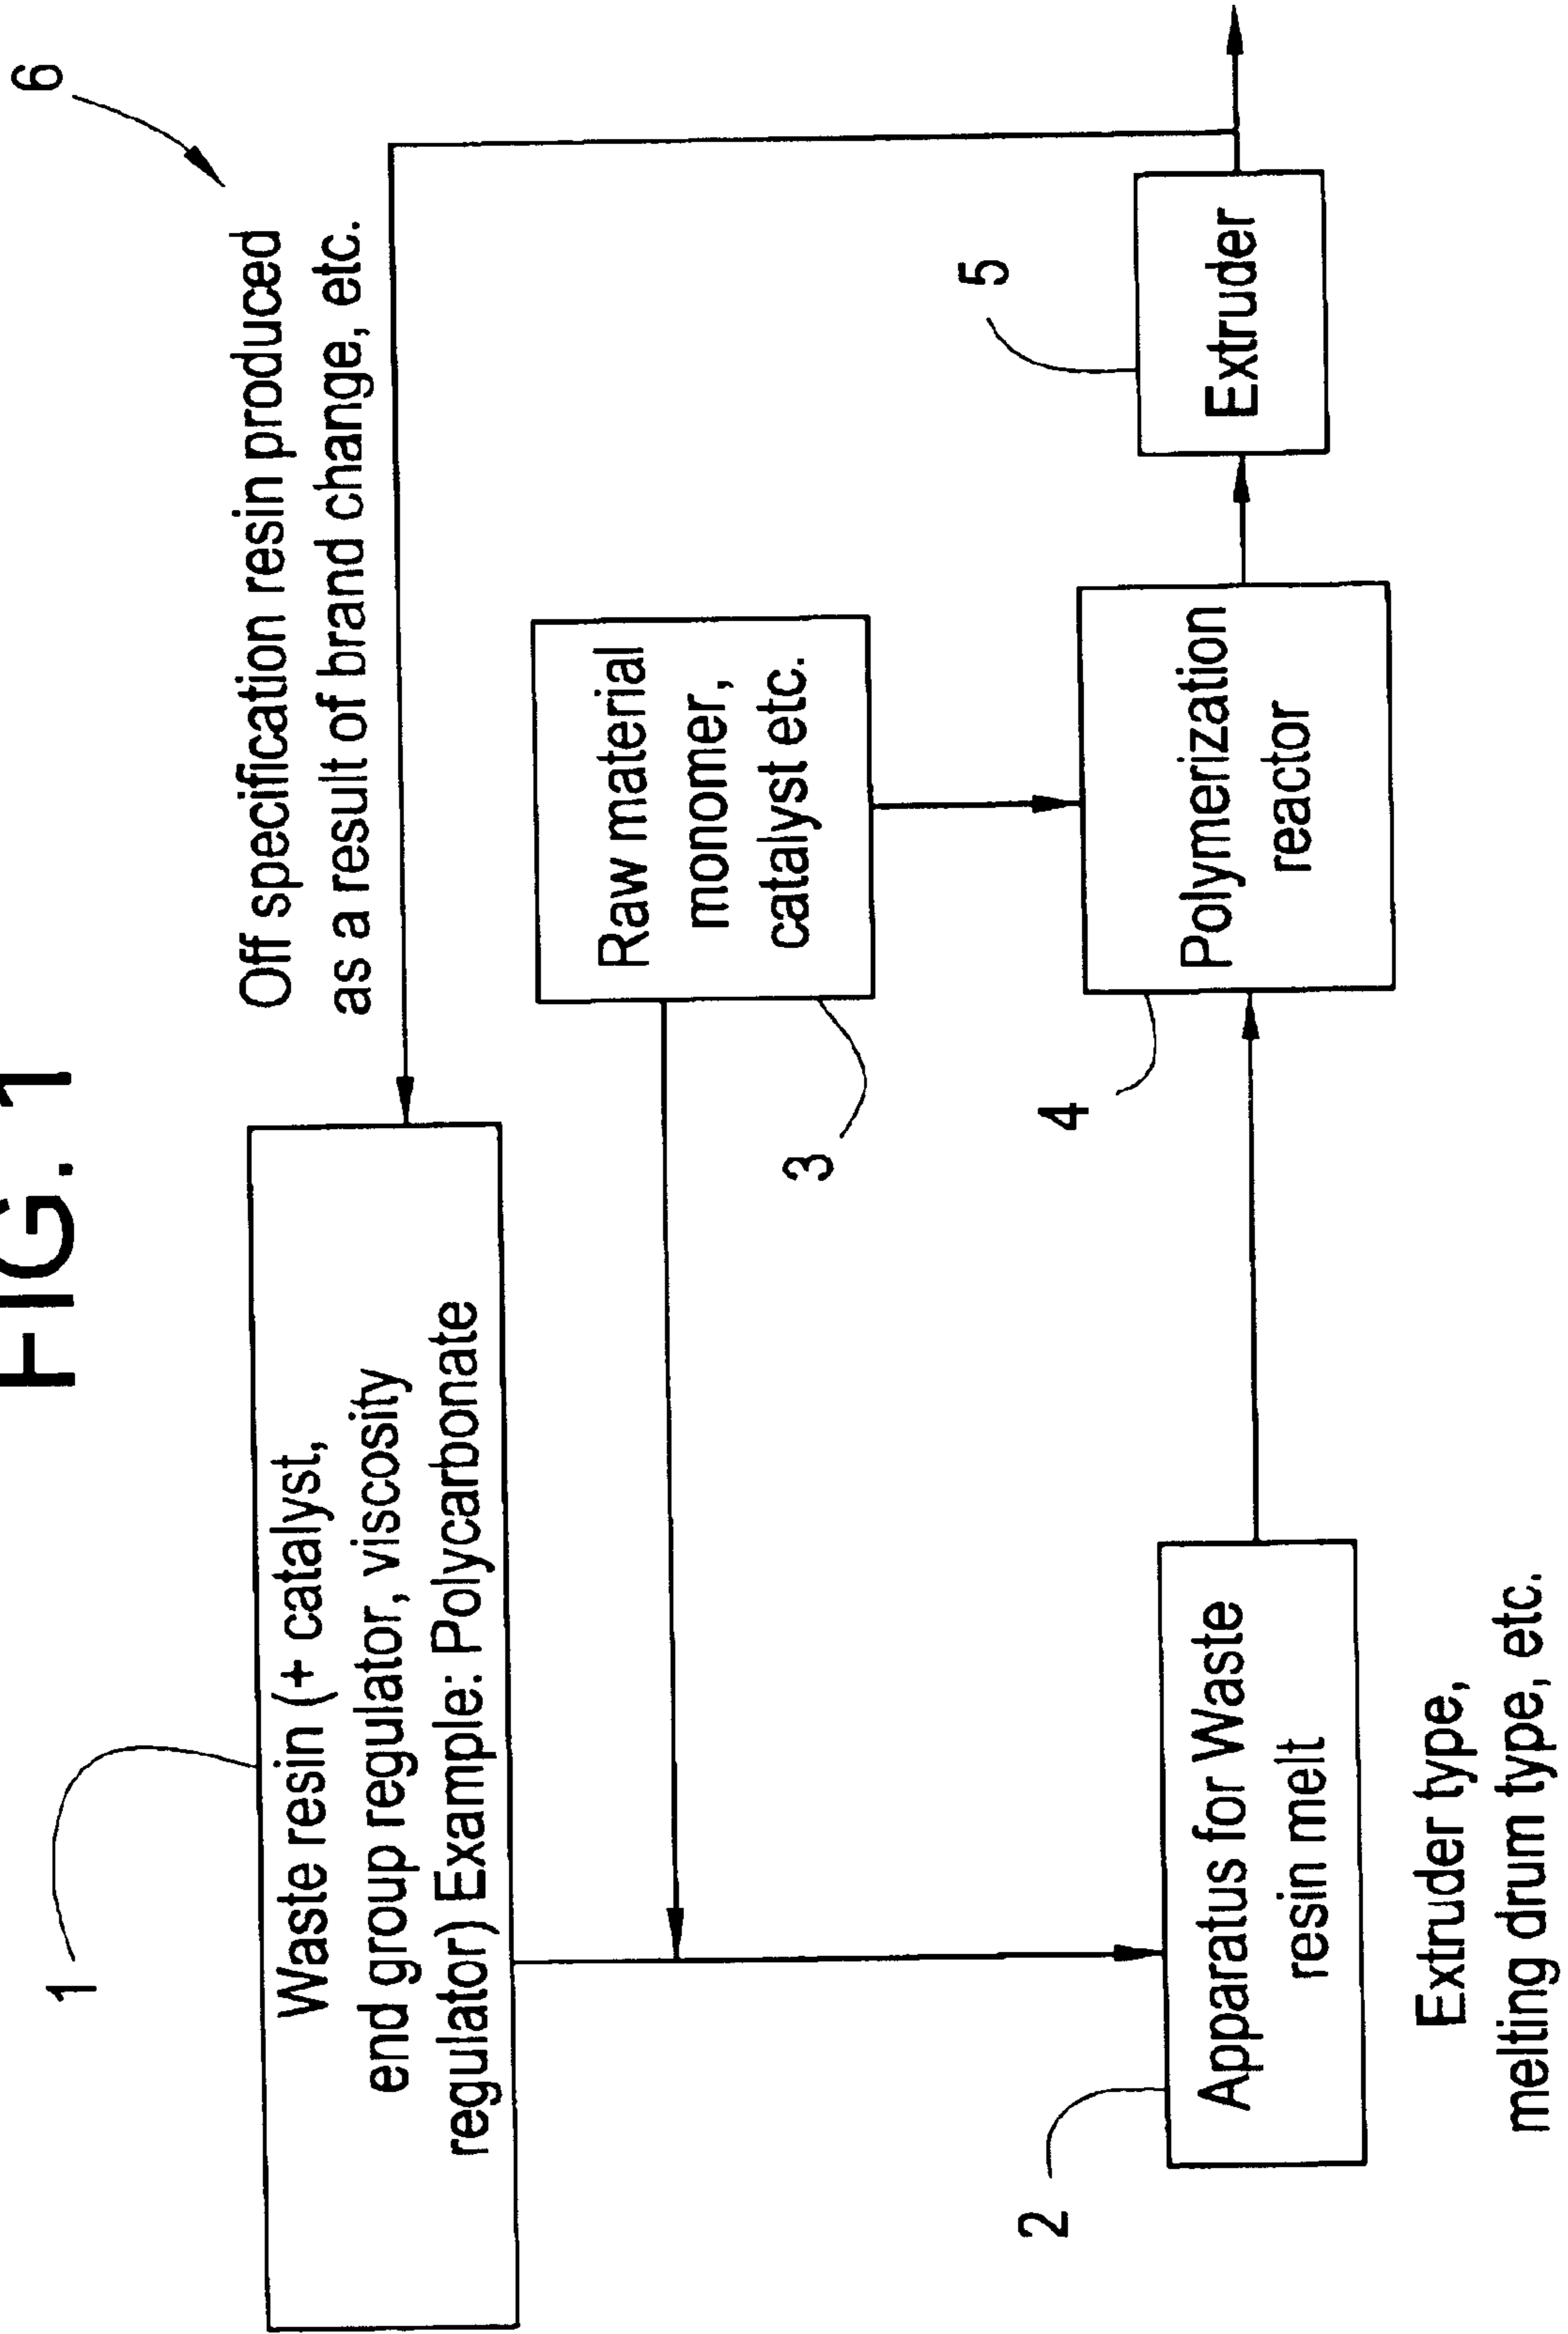 FIG. 1
6
Off specification resin produced
as a result of brand change, etc.
1
Waste resin (+ catalyst,
end group regulator, viscosity
regulator) Example: Polycarbonate
Raw material
monomer,
catalyst etc.
3
5
Extruder
4
Polymerization
reactor
2
Apparatus for Waste
resin melt
Extruder type,
melting drum type, etc.